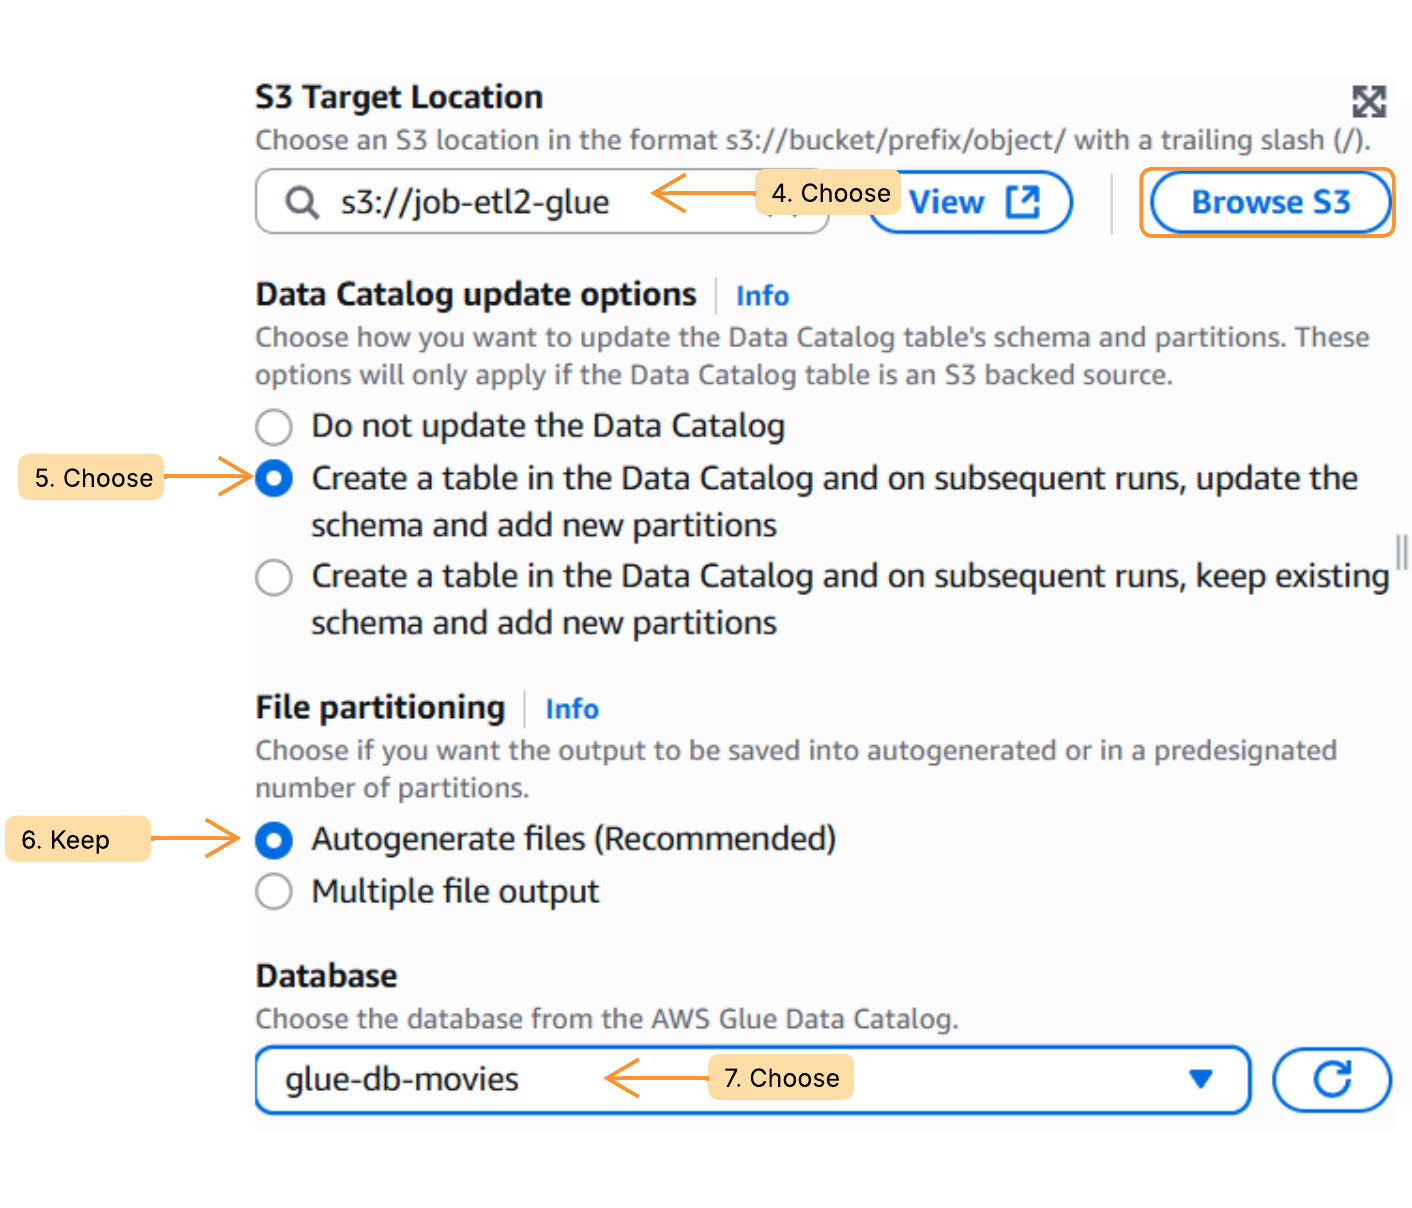 S3 Target Location
Choose an S3 location in the format s3://bucket/prefix/object/ with a trailing slash (/).
s3://job-etl2-glue
4. Choose
View
Browse S3
Data Catalog update options
Info
Choose how you want to update the Data Catalog table's schema and partitions. These
options will only apply if the Data Catalog table is an S3 backed source.
Do not update the Data Catalog
5. Choose
Create a table in the Data Catalog and on subsequent runs, update the
schema and add new partitions
Create a table in the Data Catalog and on subsequent runs, keep existing
schema and add new partitions
File partitioning
Info
Choose if you want the output to be saved into autogenerated or in a predesignated
number of partitions.
6. Keep
Autogenerate files (Recommended)
Multiple file output
Database
Choose the database from the AWS Glue Data Catalog.
glue-db-movies
7. Choose